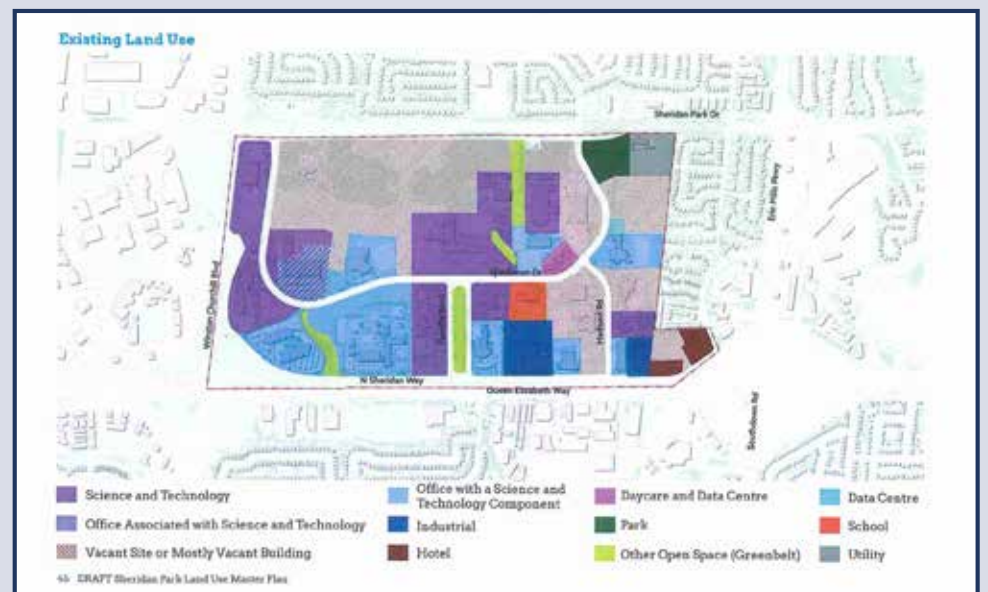 Existing Land Use
Sheridan Park Dr
Erin Mills Pkwy
Winston Churchill Blvd
Speakman Dr
Hadwen Rd
N Sheridan Way
Queen Elizabeth Way
Southdown Rd
Science and Technology
Office Associated with Science and Technology
Vacant Site or Mostly Vacant Building
Office with a Science and
Technology Component
Industrial
Hotel
Daycare and Data Centre
Park
Other Open Space (Greenbelt)
Data Centre
School
Utility
DRAFT Sheridan Park Land Use Master Plan